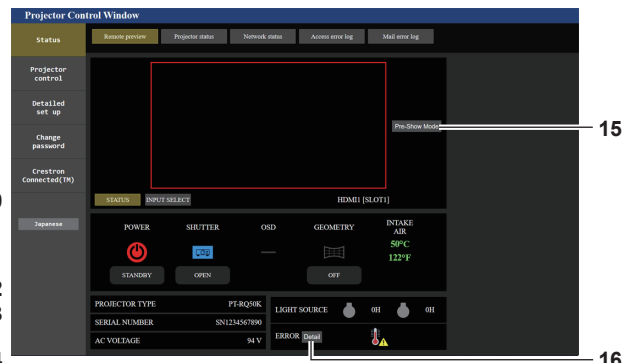 Projector Control Window
Status
Remote preview
Projector status
Network status
Access error log
Mail error log
Projector
control
Detailed
set up
Change
password
Crestron
Connected(TM)
Japanese
Pre-Show Mode
15
STATUS
INPUT SELECT
HDMI1 [SLOT1]
POWER
SHUTTER
OSD
GEOMETRY
INTAKE
AIR
50°C
122°F
STANDBY
OPEN
OFF
PROJECTOR TYPE PT-RQ50K
SERIAL NUMBER SN1234567890
AC VOLTAGE 94 V
LIGHT SOURCE 0H 0H
ERROR Detail
16